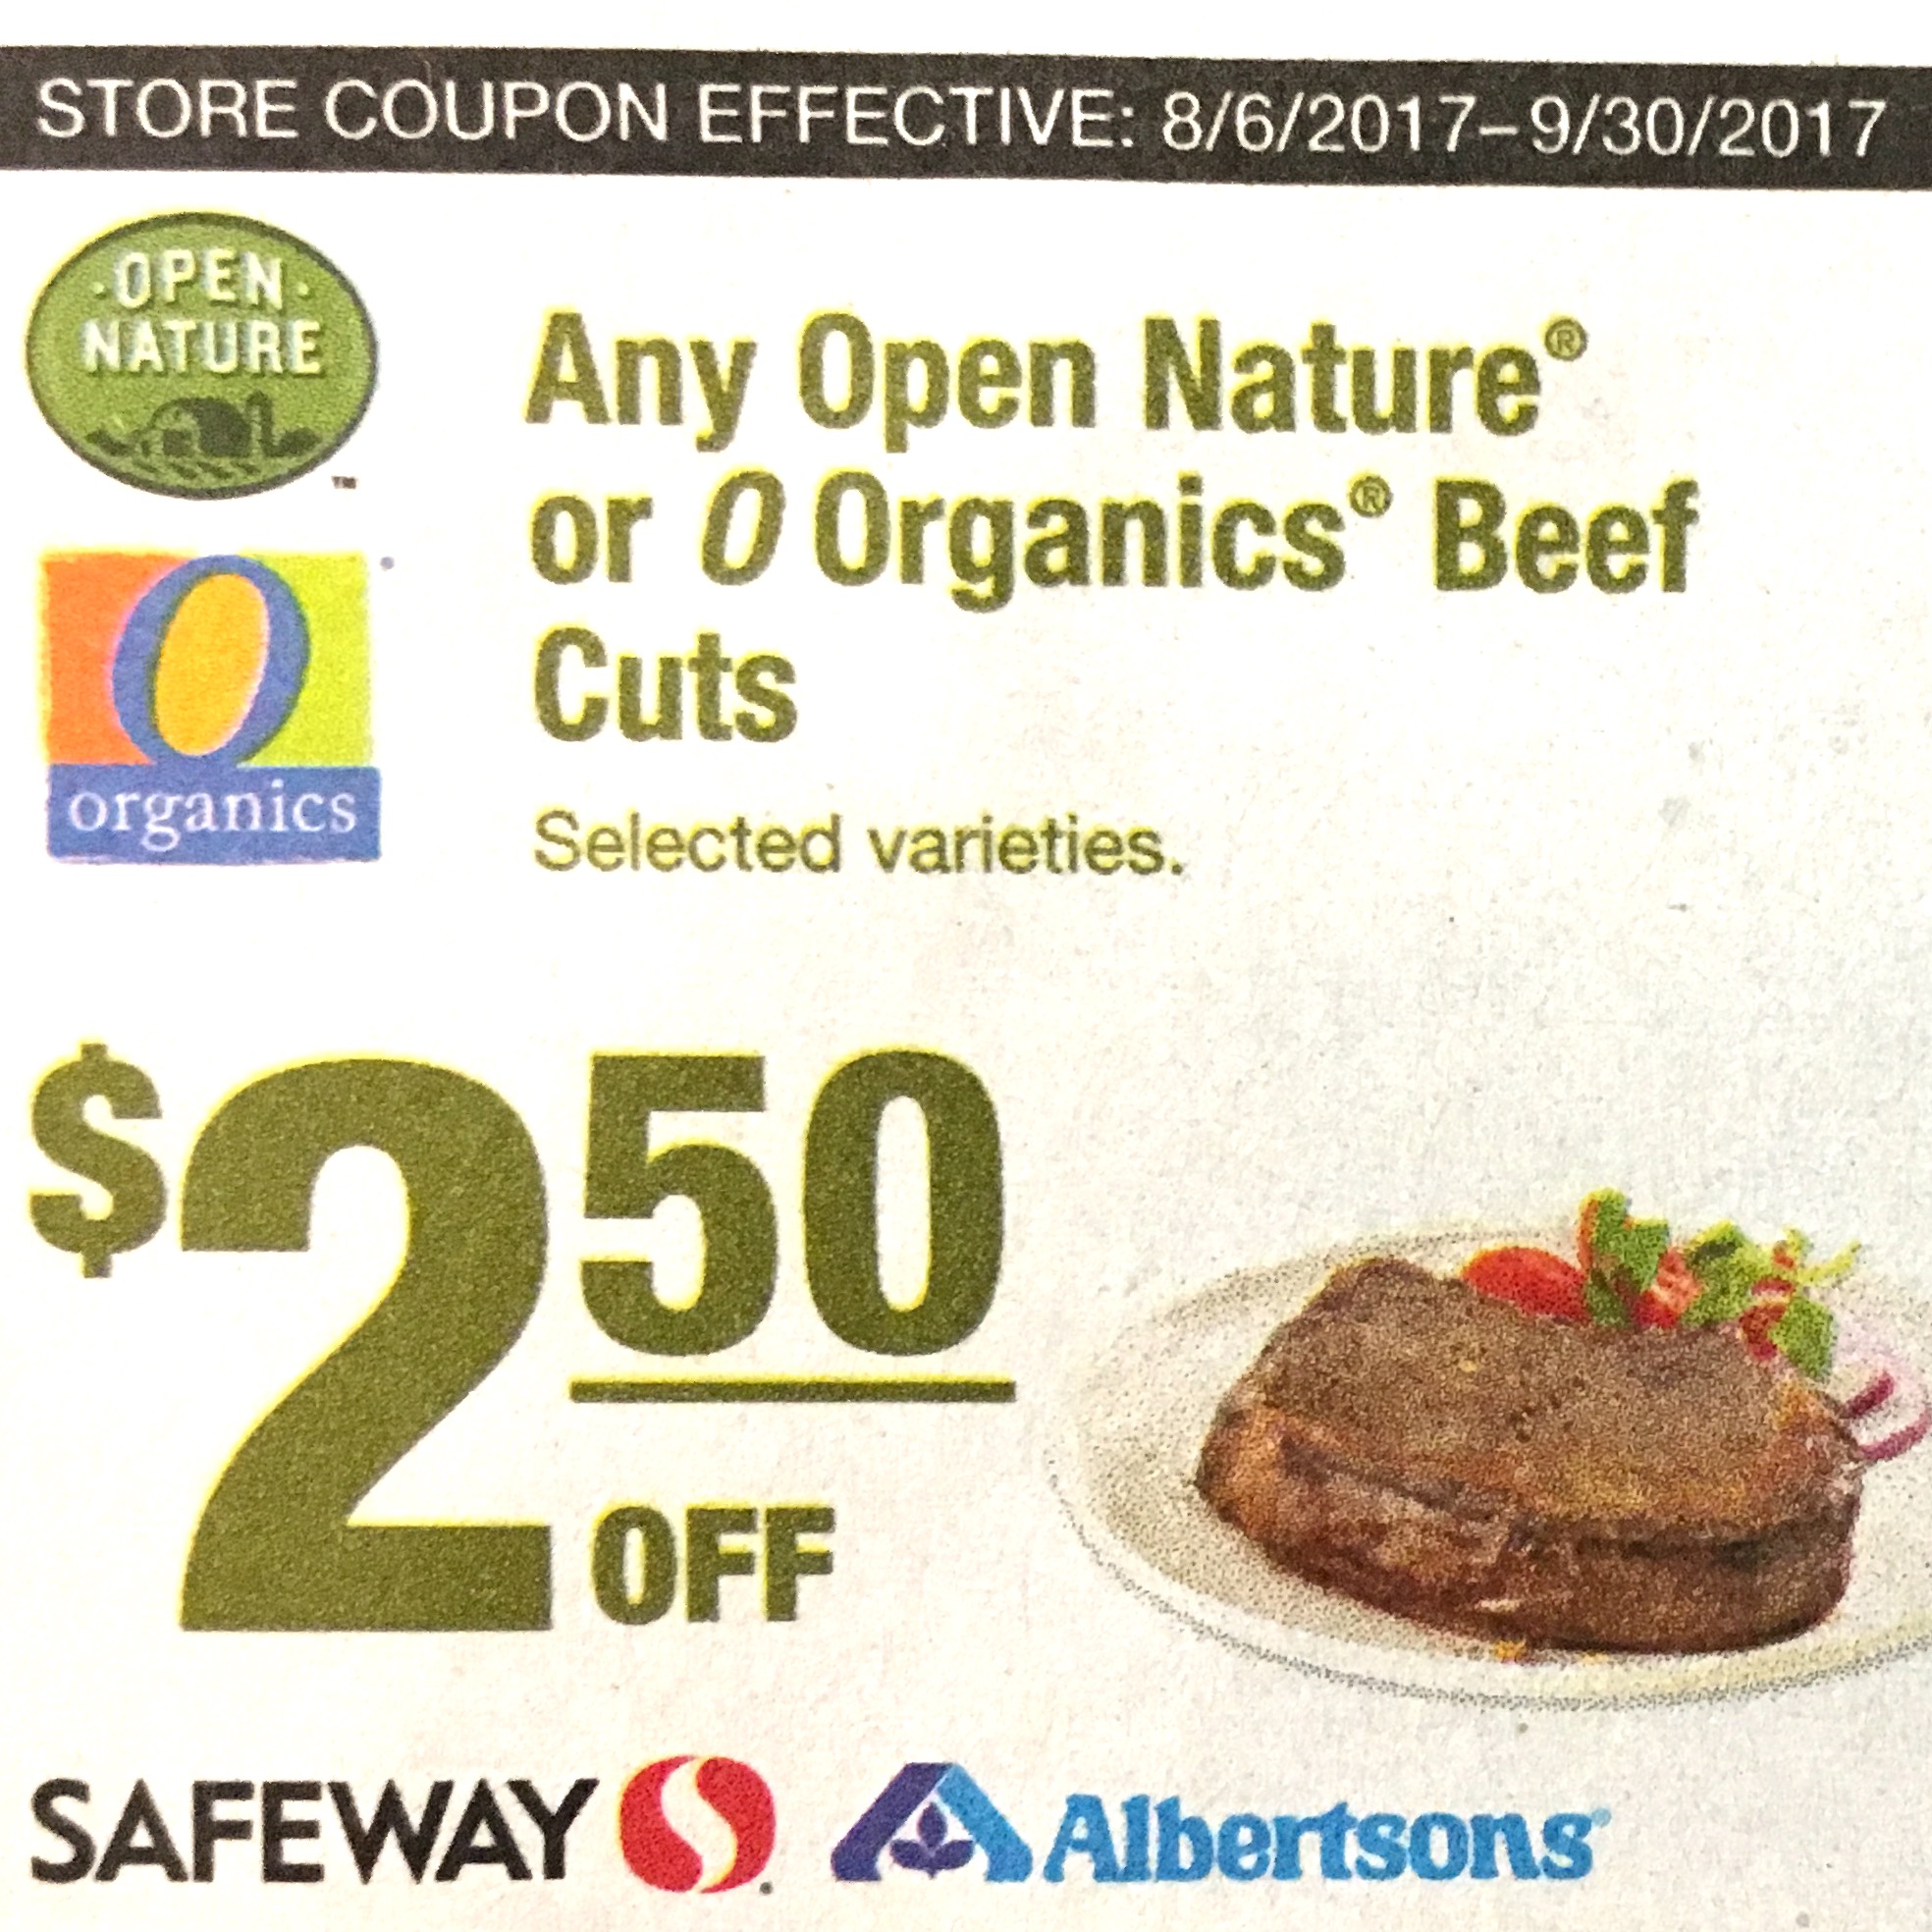 STORE COUPON EFFECTIVE: 8/6/2017–9/30/2017
·OPEN·
NATURE
™
O
organics
Any Open Nature®
or O Organics® Beef
Cuts
Selected varieties.
$2 50
OFF
SAFEWAY
Albertsons®